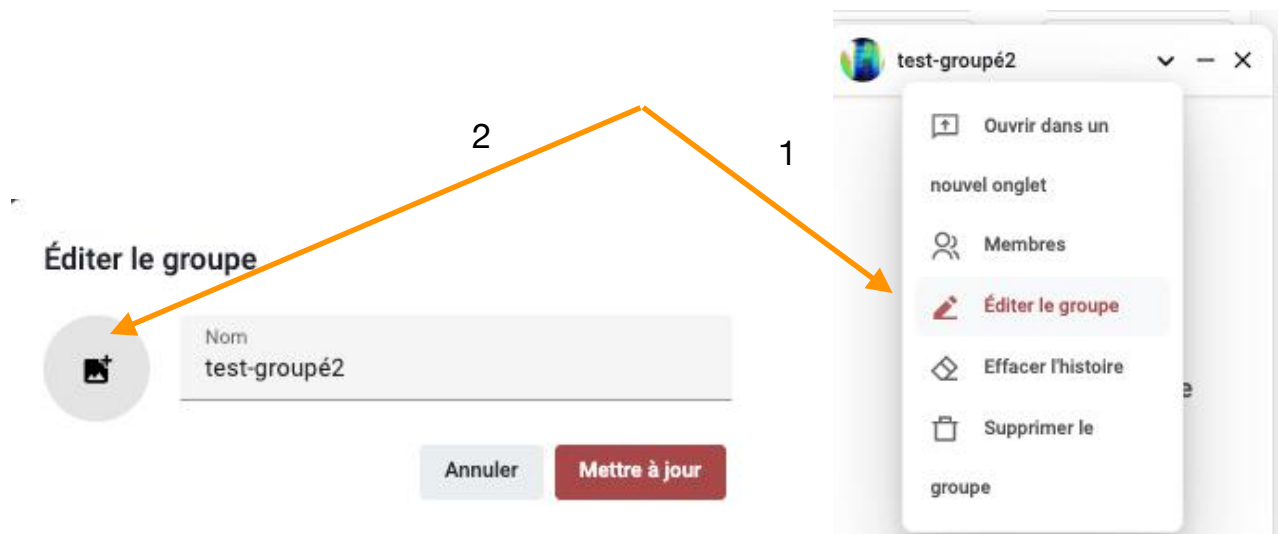 test-groupé2
1
Ouvrir dans un
nouvel onglet
Membres
Éditer le groupe
Effacer l'histoire
Supprimer le
groupe
e
2
Éditer le groupe
Nom
test-groupé2
Annuler
Mettre à jour